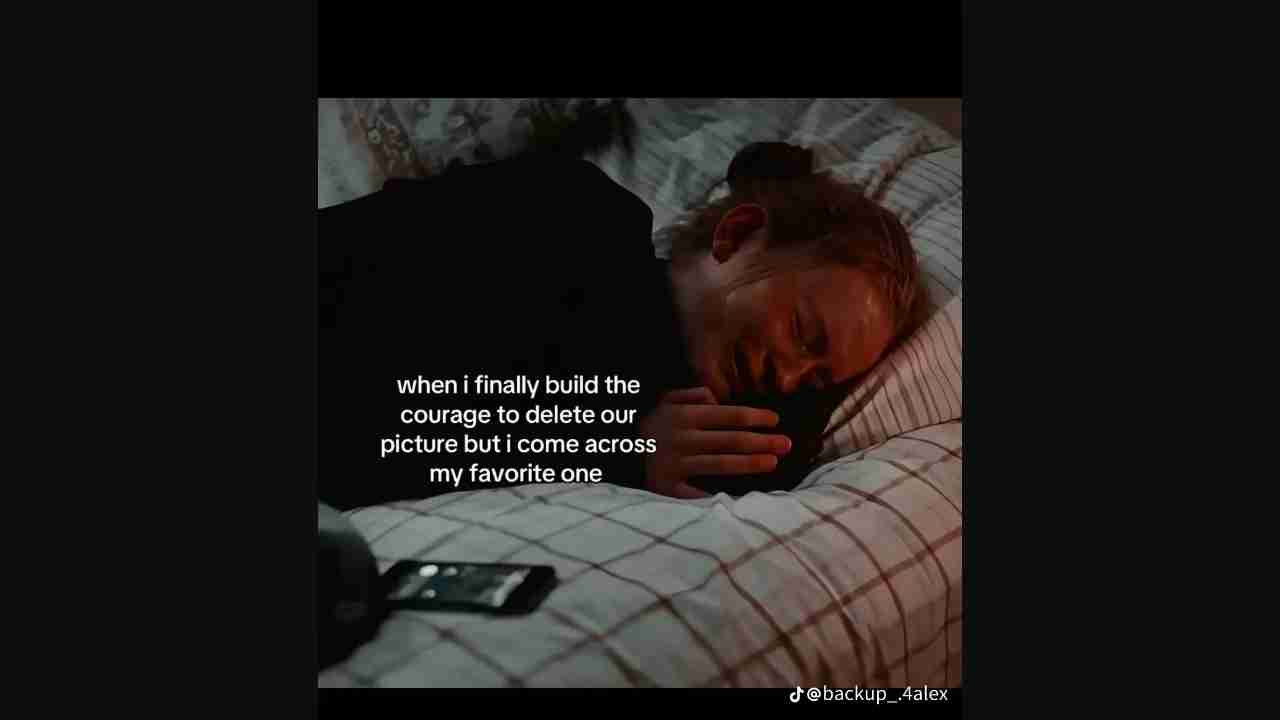 when i finally build the
courage to delete our
picture but i come across
my favorite one
@backup_.4alex